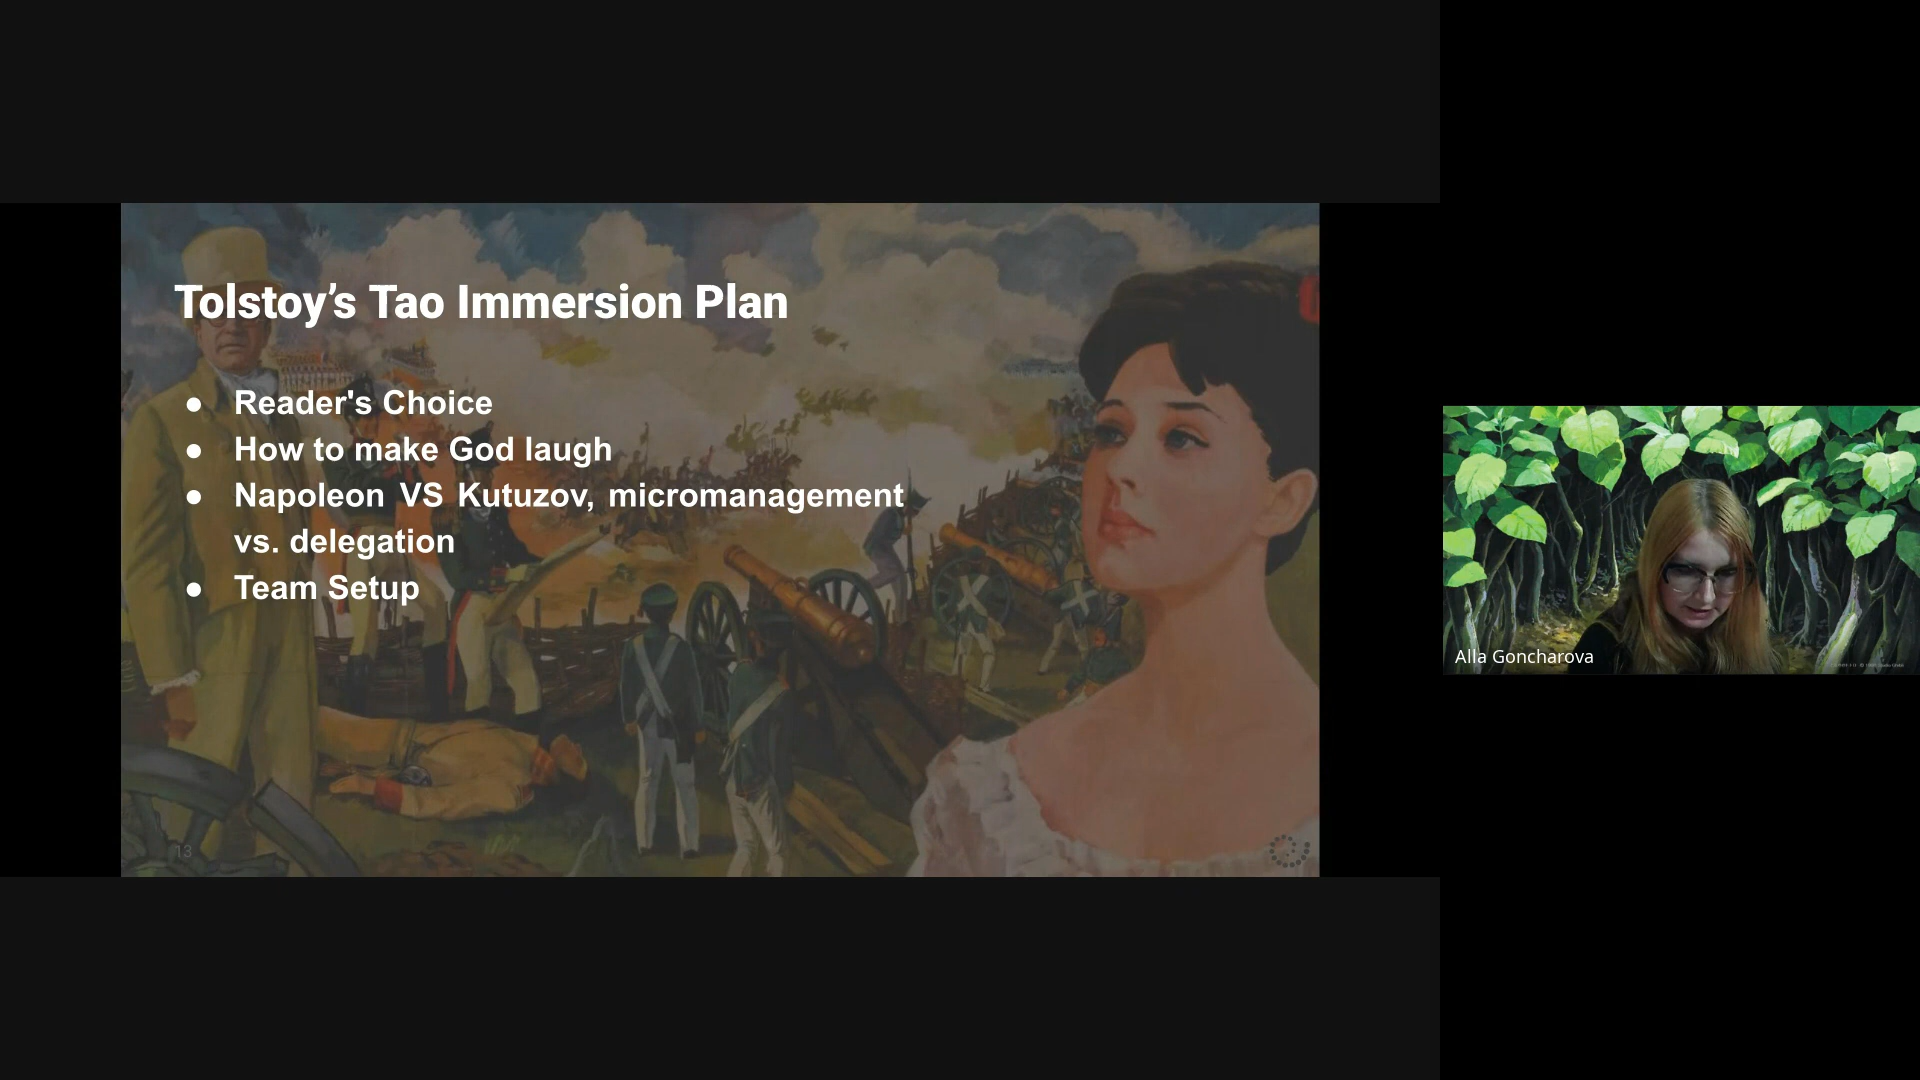 Tolstoy’s Tao Immersion Plan
● Reader's Choice
● How to make God laugh
● Napoleon VS Kutuzov, micromanagement
vs. delegation
● Team Setup
13
Alla Goncharova